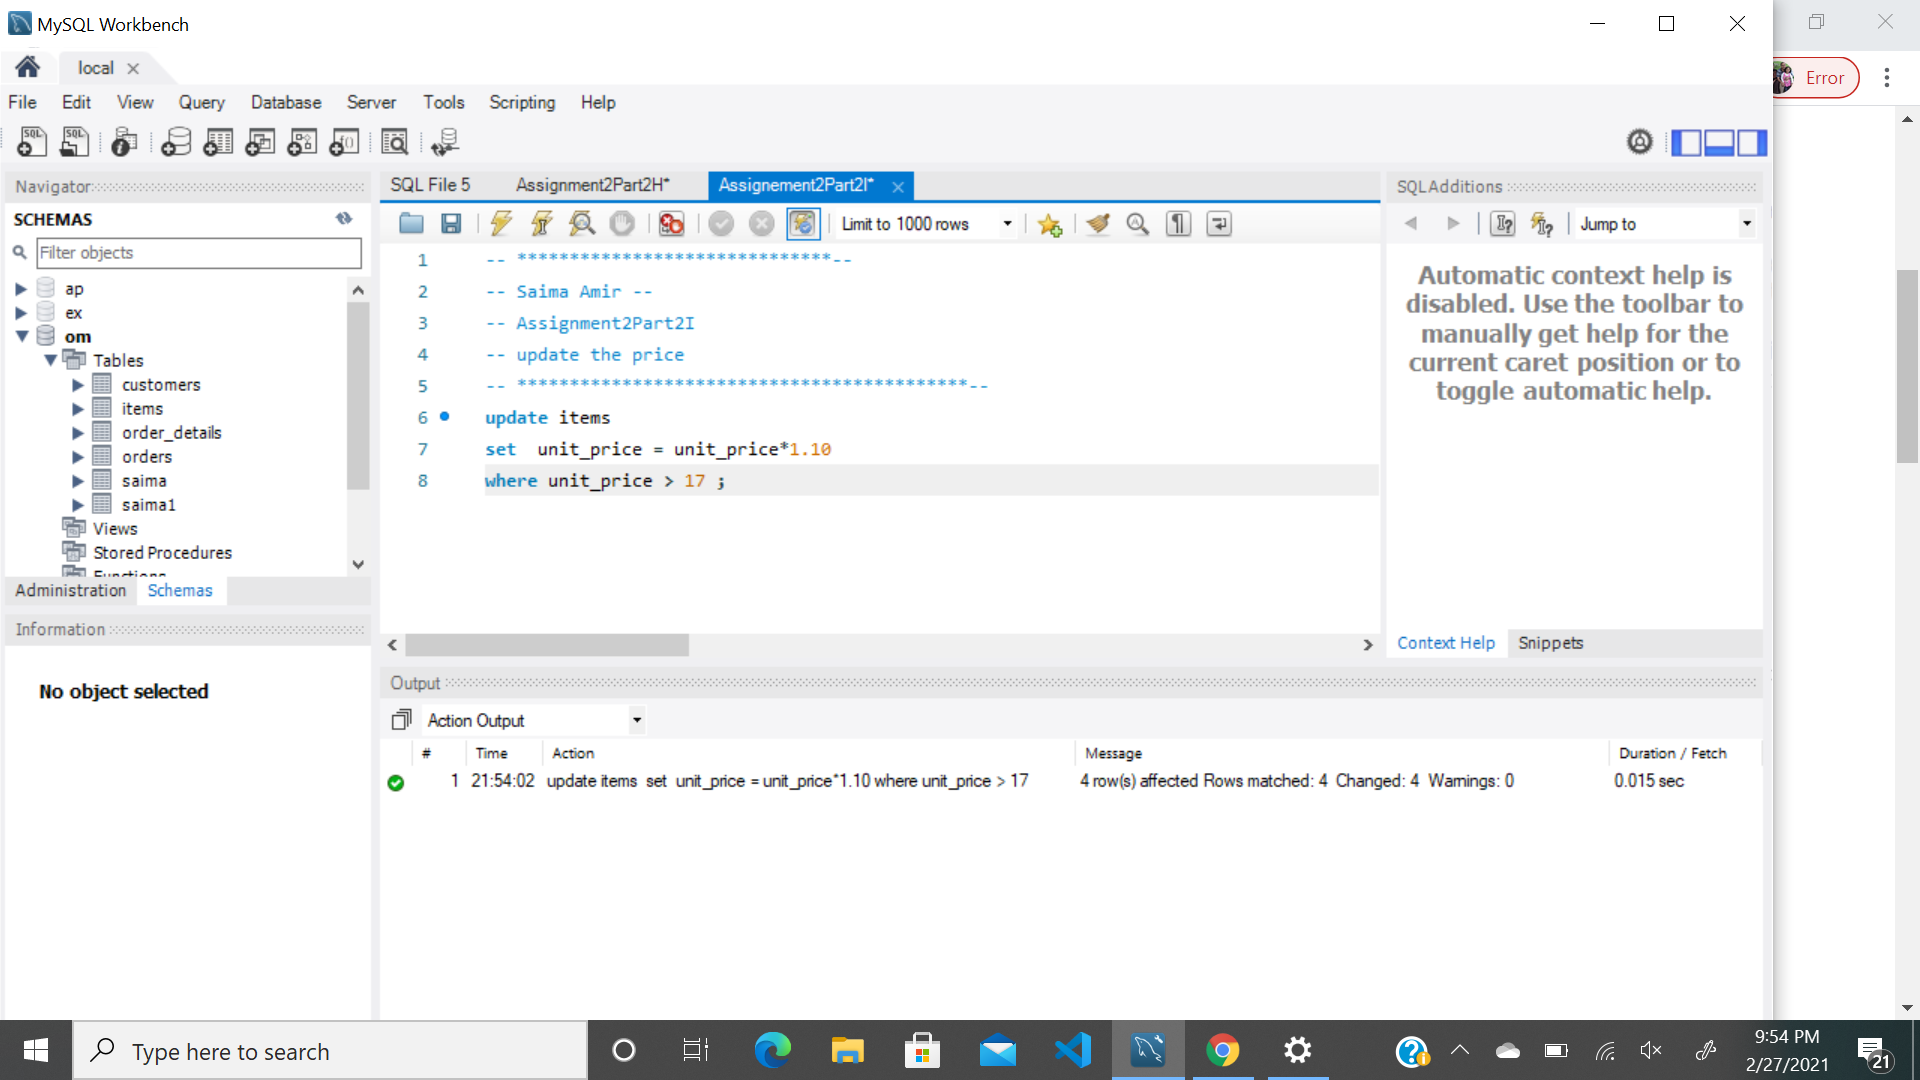 MySQL Workbench
local
Error
File Edit View Query Database Server Tools Scripting Help
Navigator
SQL File 5 Assignment2Part2H* Assignement2Part2I*
SQLAdditions
SCHEMAS
Limit to 1000 rows
Jump to
Filter objects
ap
ex
om
Tables
customers
items
order_details
orders
saima
saima1
Views
Stored Procedures
Functions
Administration Schemas
Information
No object selected
1 -- ******************************--
2 -- Saima Amir --
3 -- Assignment2Part2I
4 -- update the price
5 -- *******************************************--
6 update items
7 set  unit_price = unit_price*1.10
8 where unit_price > 17 ;
Automatic context help is
disabled. Use the toolbar to
manually get help for the
current caret position or to
toggle automatic help.
Context Help Snippets
Output
Action Output
# Time Action Message Duration / Fetch
1 21:54:02 update items  set  unit_price = unit_price*1.10 where unit_price > 17 4 row(s) affected Rows matched: 4  Changed: 4  Warnings: 0 0.015 sec
Type here to search
9:54 PM
2/27/2021
21